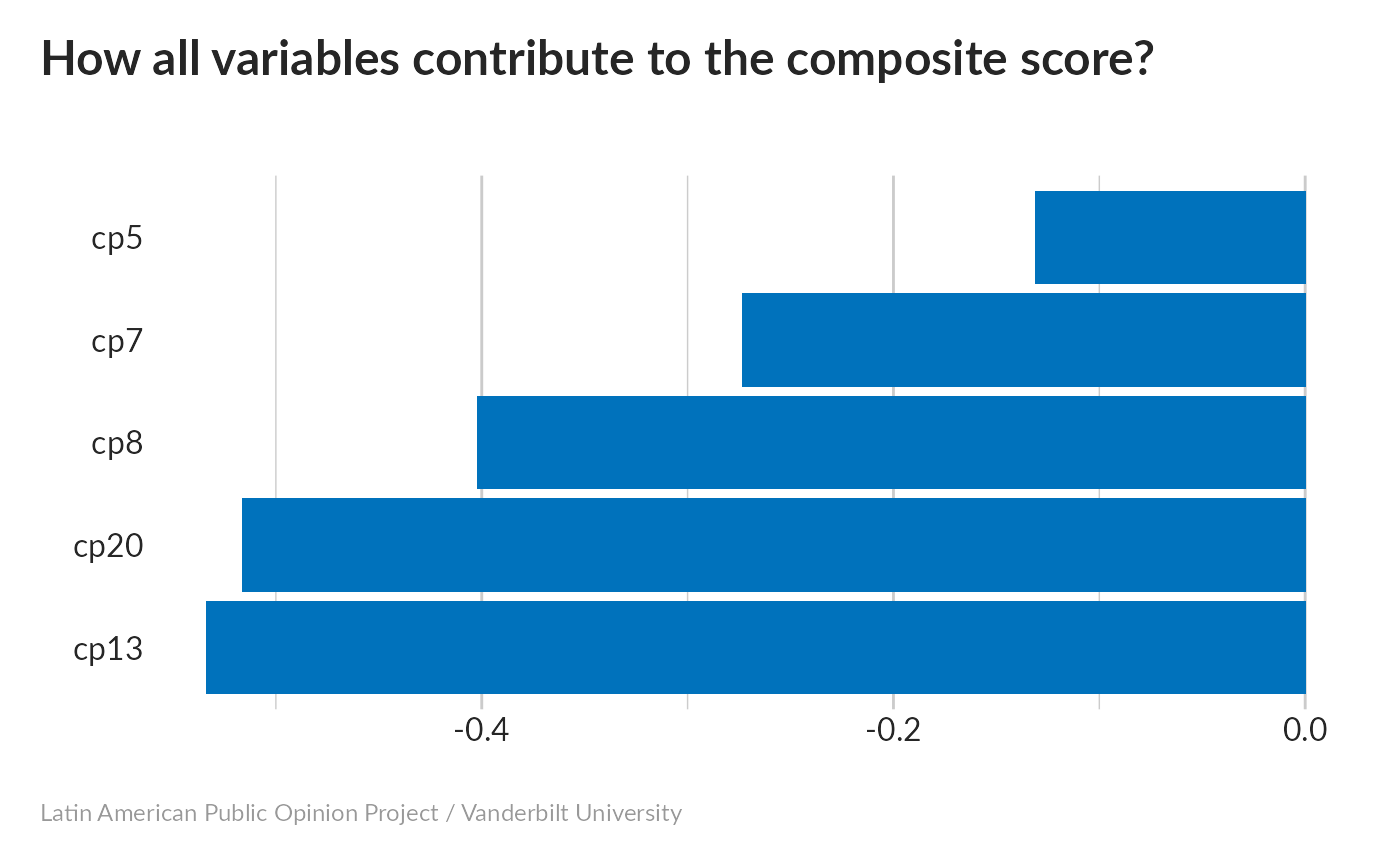 How all variables contribute to the composite score?
cp5
cp7
cp8
cp20
cp13
-0.4 -0.2 0.0
Latin American Public Opinion Project / Vanderbilt University